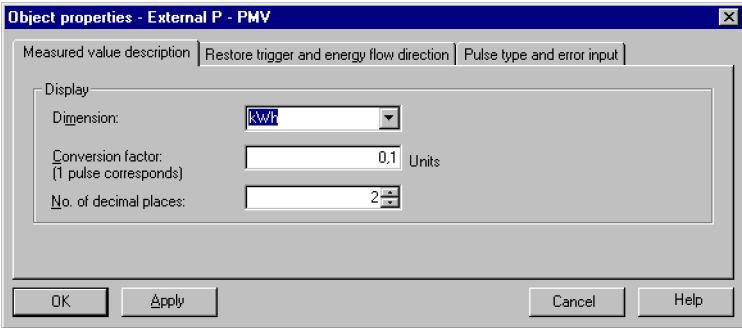 Object properties - External P - PMV
Measured value description Restore trigger and energy flow direction Pulse type and error input
Display
Dimension: kWh
Conversion factor: 0,1 Units
(1 pulse corresponds)
No. of decimal places: 2
OK Apply Cancel Help